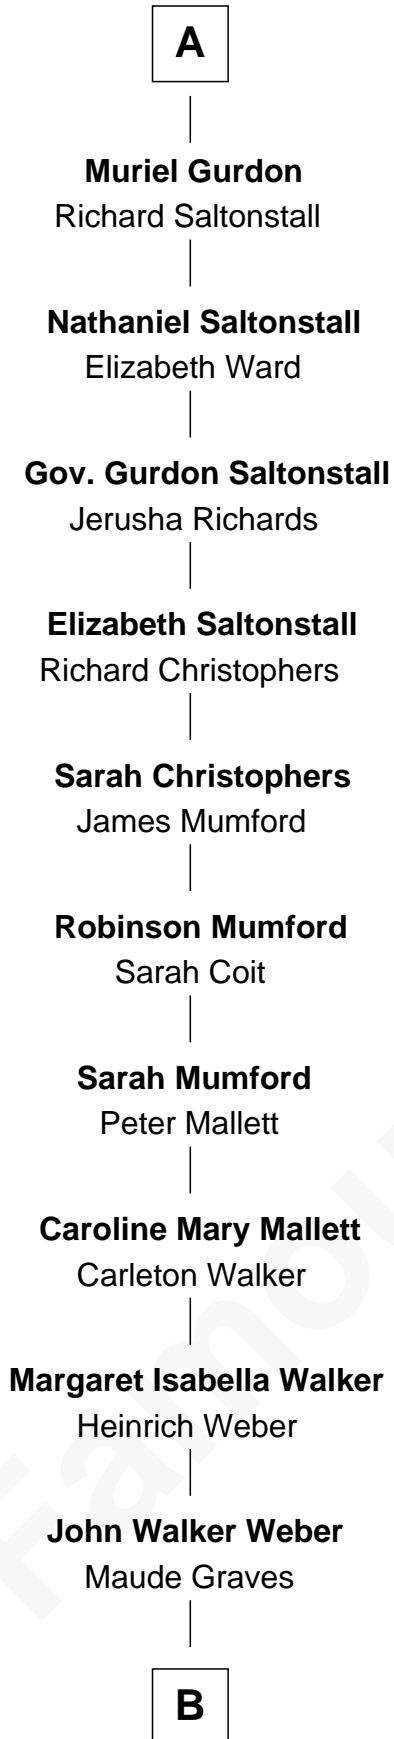 A
Muriel Gurdon
Richard Saltonstall
Nathaniel Saltonstall
Elizabeth Ward
Gov. Gurdon Saltonstall
Jerusha Richards
Elizabeth Saltonstall
Richard Christophers
Sarah Christophers
James Mumford
Robinson Mumford
Sarah Coit
Sarah Mumford
Peter Mallett
Caroline Mary Mallett
Carleton Walker
Margaret Isabella Walker
Heinrich Weber
John Walker Weber
Maude Graves
B